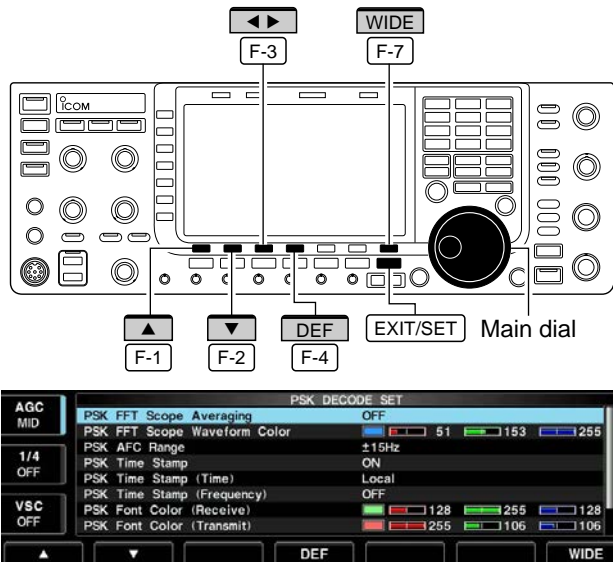 ◄ ►
WIDE
F-3
F-7
ICOM
▲
▼
DEF
EXIT/SET
Main dial
F-1
F-2
F-4
PSK DECODE SET
AGC
MID
1/4
OFF
VSC
OFF
PSK FFT Scope Averaging OFF
PSK FFT Scope Waveform Color 51 153 255
PSK AFC Range ±15Hz
PSK Time Stamp ON
PSK Time Stamp (Time) Local
PSK Time Stamp (Frequency) OFF
PSK Font Color (Receive) 128 255 128
PSK Font Color (Transmit) 255 106 106
▲ ▼ DEF WIDE